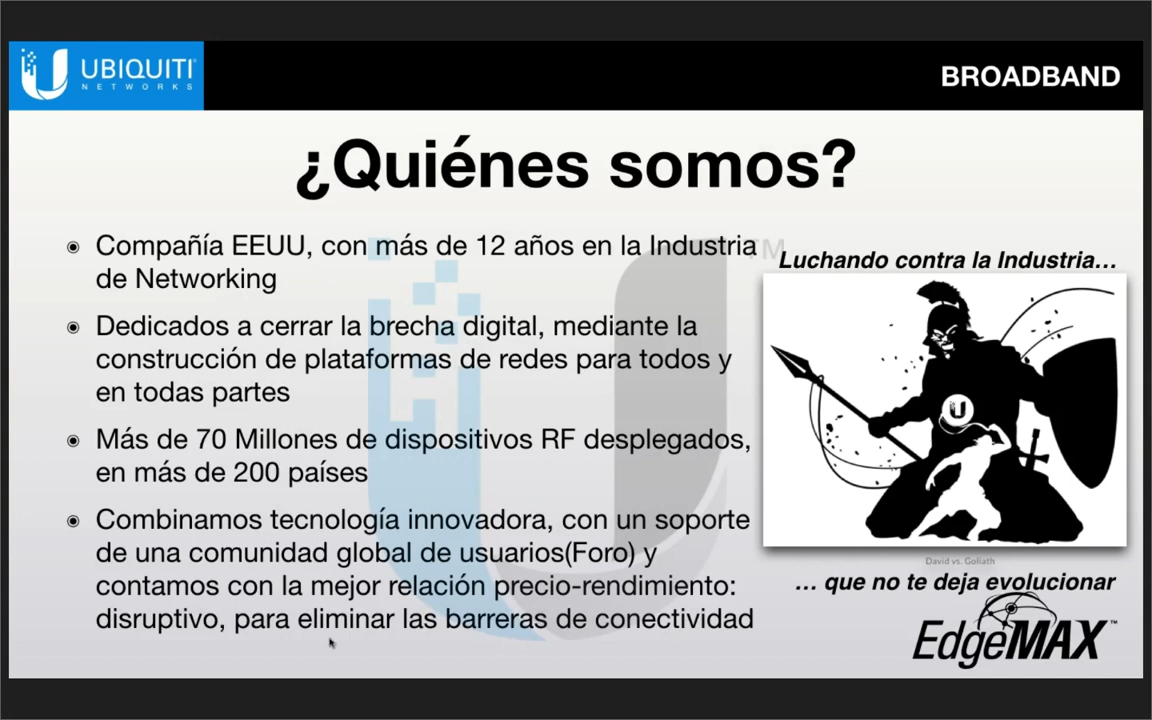 UBIQUITI
NETWORKS
BROADBAND
¿Quiénes somos?
Compañía EEUU, con más de 12 años en la Industria
de Networking
Dedicados a cerrar la brecha digital, mediante la
construcción de plataformas de redes para todos y
en todas partes
Más de 70 Millones de dispositivos RF desplegados,
en más de 200 países
Combinamos tecnología innovadora, con un soporte
de una comunidad global de usuarios(Foro) y
contamos con la mejor relación precio-rendimiento:
disruptivo, para eliminar las barreras de conectividad
TM
Luchando contra la Industria...
David vs. Goliath
... que no te deja evolucionar
EdgeMAX™